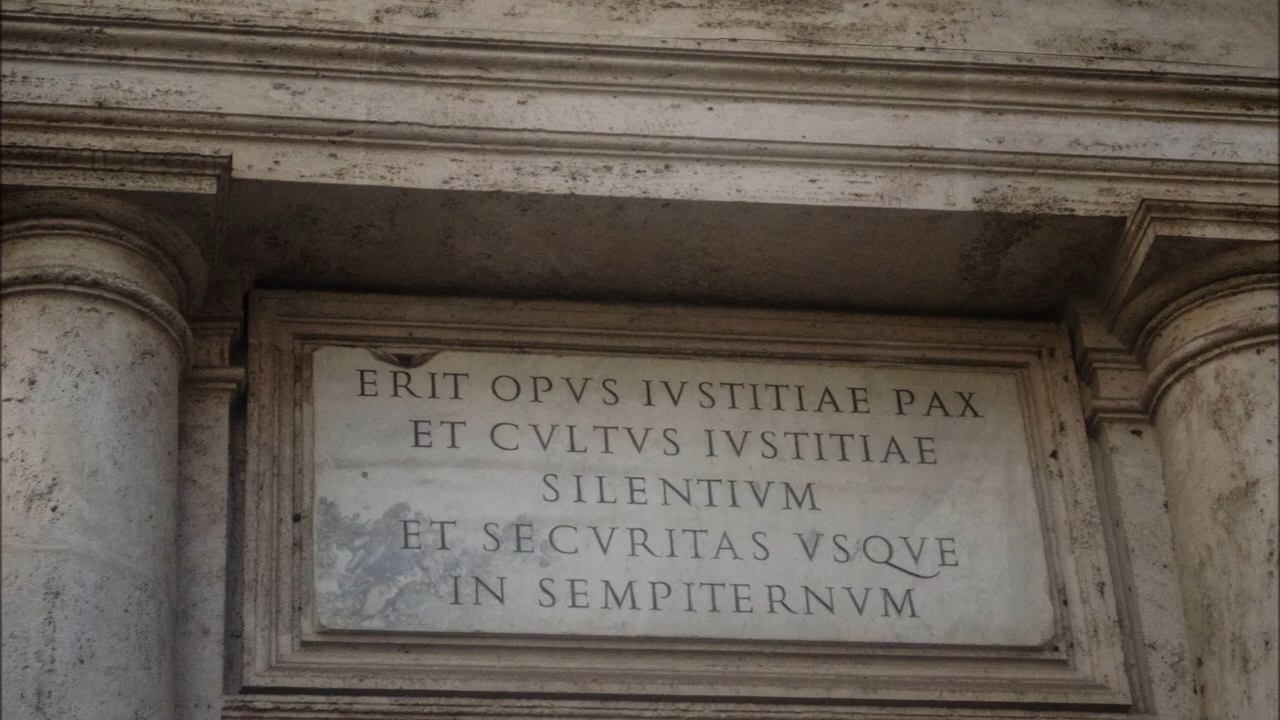 ERIT OPVS IVSTITIAE PAX
ET CVLTVS IVSTITIAE
SILENTIVM
ET SECVRITAS VSQVE
IN SEMPITERNVM